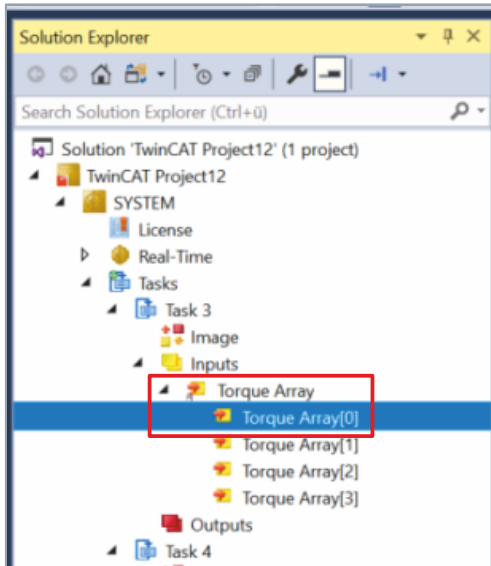 Solution Explorer
Search Solution Explorer (Ctrl+ü)
Solution 'TwinCAT Project12' (1 project)
TwinCAT Project12
SYSTEM
License
Real-Time
Tasks
Task 3
Image
Inputs
Torque Array
Torque Array[0]
Torque Array[1]
Torque Array[2]
Torque Array[3]
Outputs
Task 4